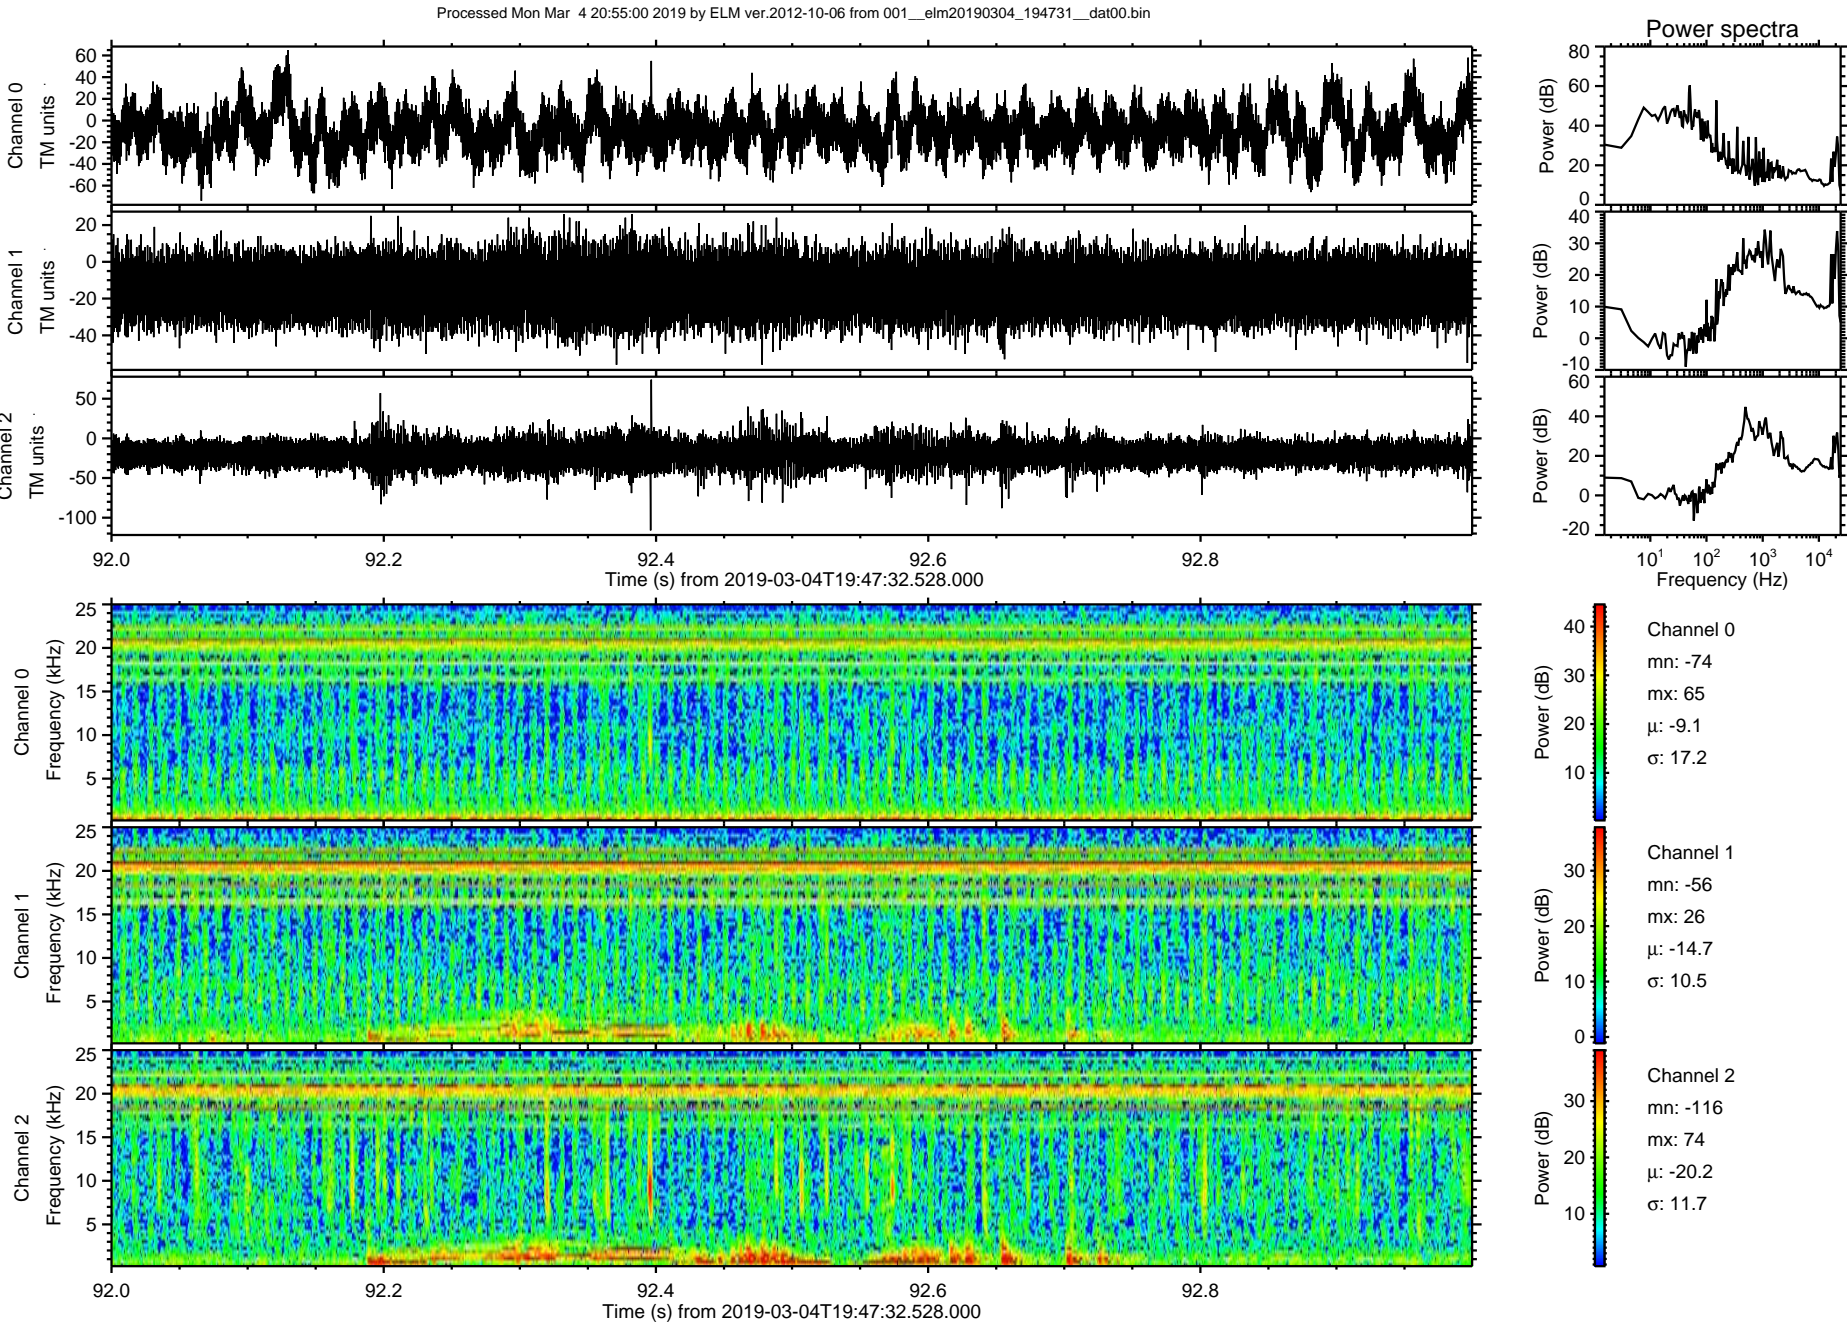 Processed Mon Mar 4 20:55:00 2019 by ELM ver.2012-10-06 from 001__elm20190304_194731__dat00.bin
Power spectra
Channel 0
TM units
60
40
20
0
-20
-40
-60
Power (dB)
80
60
40
20
0
Channel 1
TM units
20
0
-20
-40
Power (dB)
40
30
20
10
0
-10
Channel 2
TM units
50
0
-50
-100
Power (dB)
60
40
20
0
-20
92.0 92.2 92.4 92.6 92.8
Time (s) from 2019-03-04T19:47:32.528.000
10¹ 10² 10³ 10⁴
Frequency (Hz)
Channel 0
Frequency (kHz)
25
20
15
10
5
Power (dB)
40
30
20
10
Channel 0
mn: -74
mx: 65
μ: -9.1
σ: 17.2
Channel 1
Frequency (kHz)
25
20
15
10
5
Power (dB)
30
20
10
0
Channel 1
mn: -56
mx: 26
μ: -14.7
σ: 10.5
Channel 2
Frequency (kHz)
25
20
15
10
5
Power (dB)
30
20
10
Channel 2
mn: -116
mx: 74
μ: -20.2
σ: 11.7
92.0 92.2 92.4 92.6 92.8
Time (s) from 2019-03-04T19:47:32.528.000